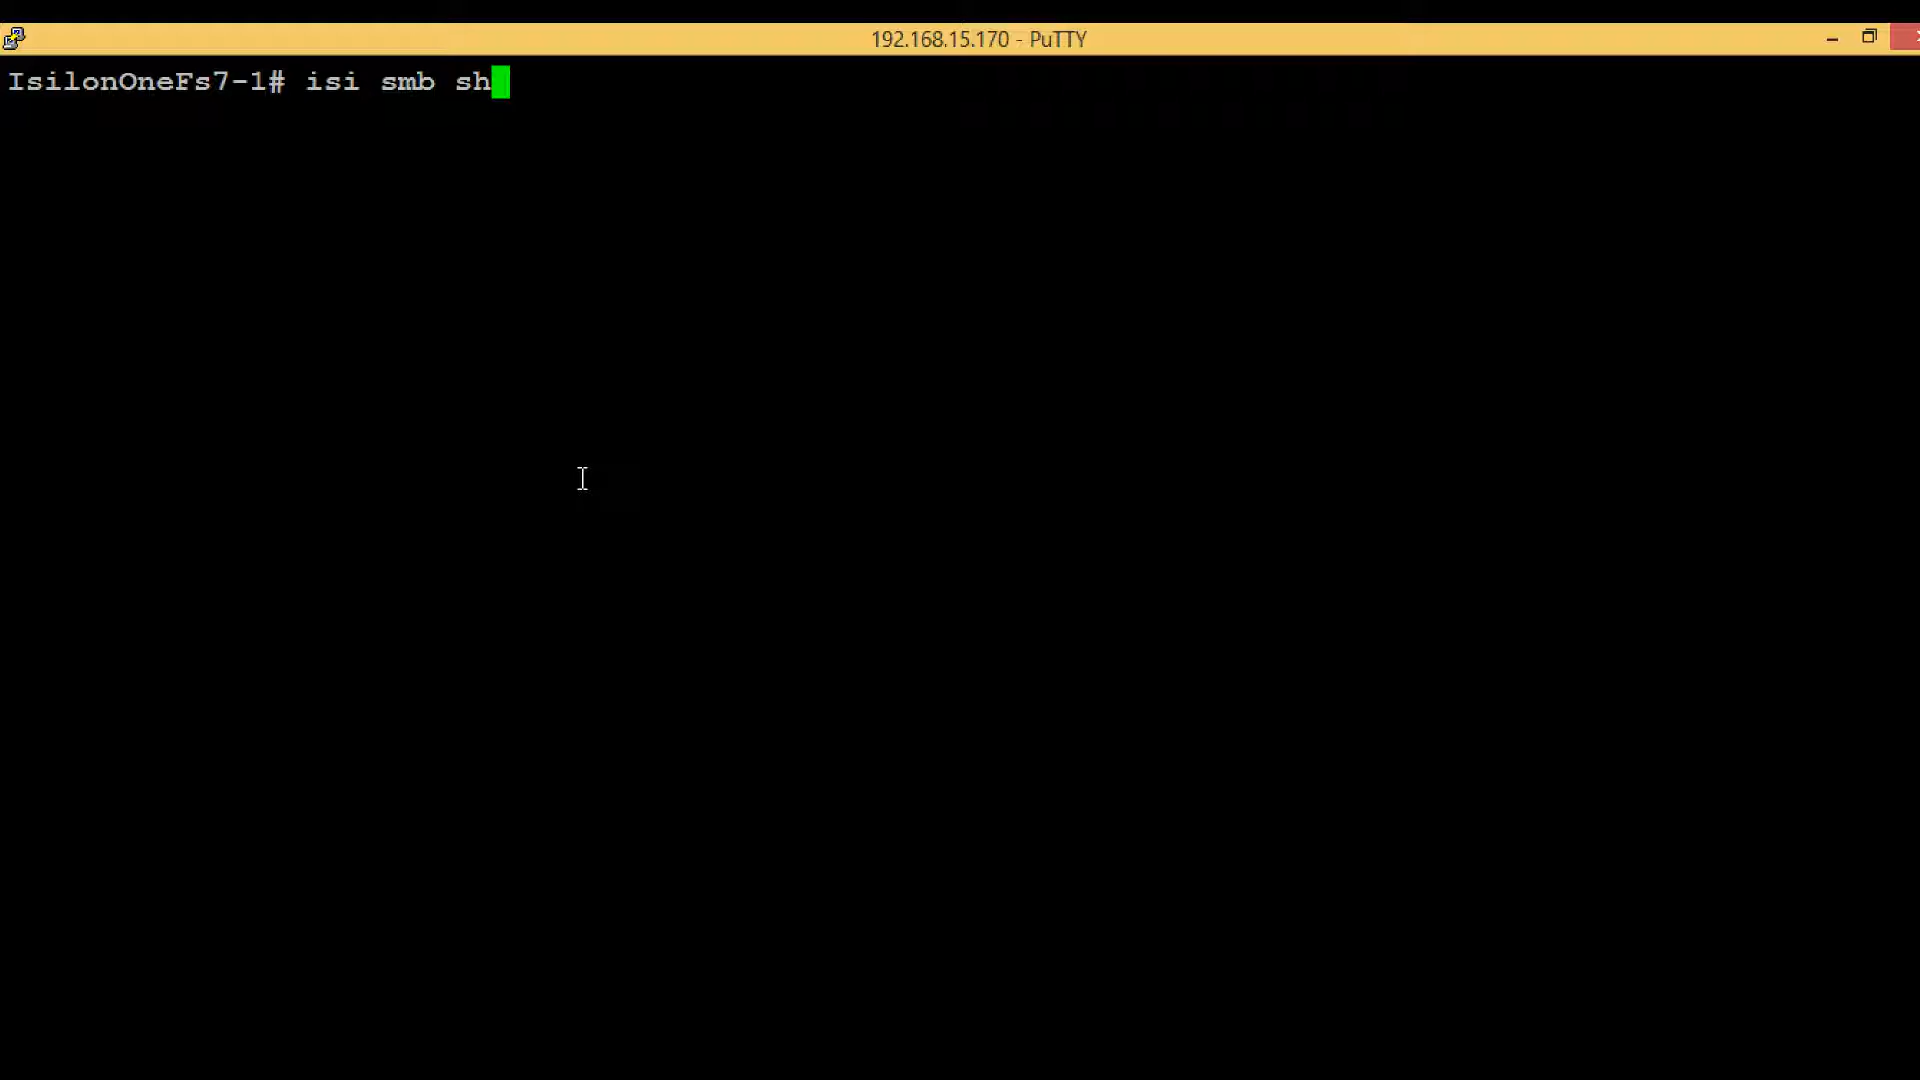 192.168.15.170 - PuTTY
IsilonOneFs7-1# isi smb sh